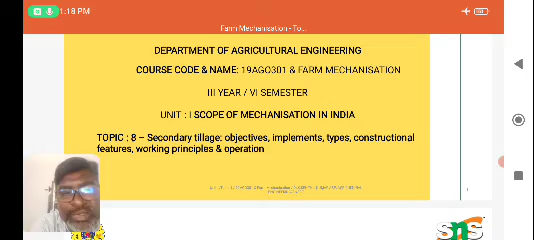 1:18 PM
Farm Mechanisation - To...
DEPARTMENT OF AGRICULTURAL ENGINEERING
COURSE CODE & NAME: 19AGO301 & FARM MECHANISATION
III YEAR / VI SEMESTER
UNIT : I SCOPE OF MECHANISATION IN INDIA
TOPIC : 8 – Secondary tillage: objectives, implements, types, constructional
features, working principles & operation
sns